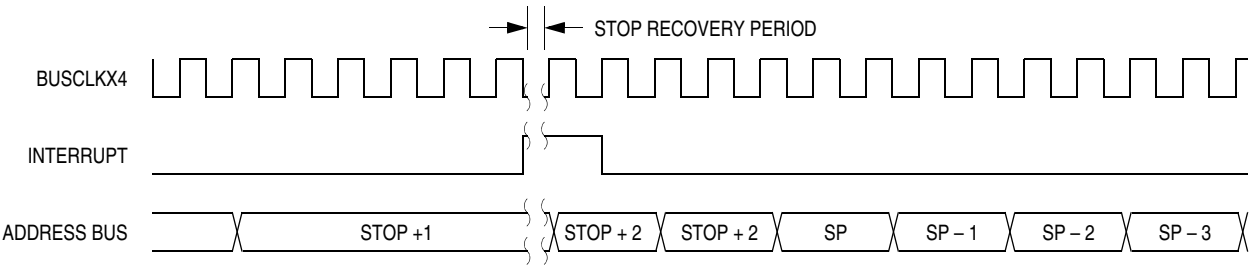 STOP RECOVERY PERIOD
BUSCLKX4
INTERRUPT
ADDRESS BUS STOP +1 STOP + 2 STOP + 2 SP SP – 1 SP – 2 SP – 3